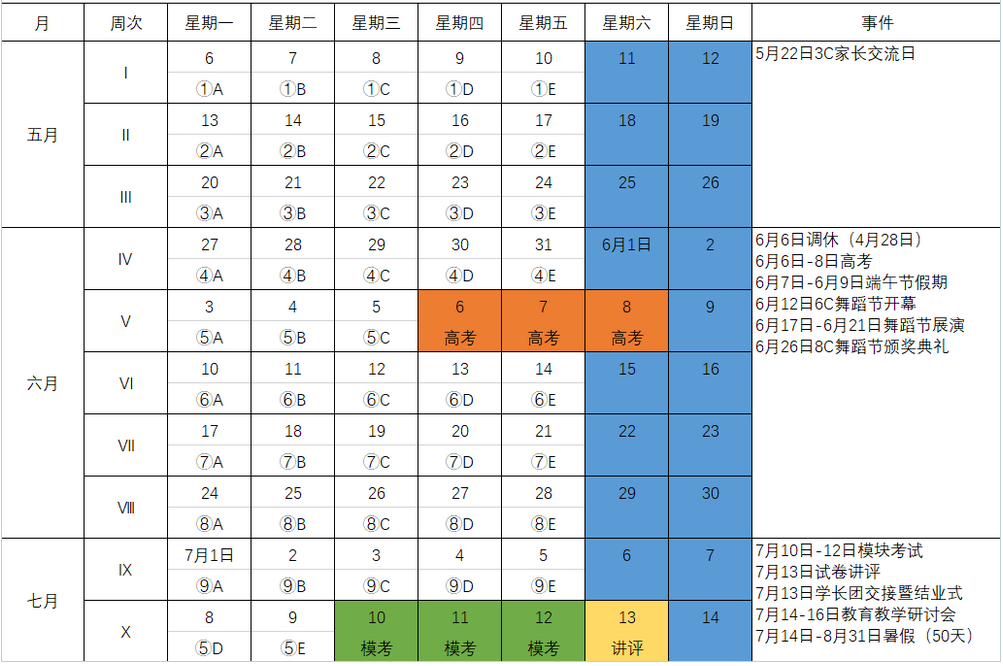 月 周次 星期一 星期二 星期三 星期四 星期五 星期六 星期日 事件
五月
I
6 7 8 9 10 11 12
①A ①B ①C ①D ①E
5月22日3C家长交流日
II
13 14 15 16 17 18 19
②A ②B ②C ②D ②E
III
20 21 22 23 24 25 26
③A ③B ③C ③D ③E
六月
IV
27 28 29 30 31 6月1日 2
④A ④B ④C ④D ④E
V
3 4 5 6 7 8 9
⑤A ⑤B ⑤C 高考 高考 高考
VI
10 11 12 13 14 15 16
⑥A ⑥B ⑥C ⑥D ⑥E
VII
17 18 19 20 21 22 23
⑦A ⑦B ⑦C ⑦D ⑦E
VIII
24 25 26 27 28 29 30
⑧A ⑧B ⑧C ⑧D ⑧E
6月6日调休（4月28日）
6月6日-8日高考
6月7日-6月9日端午节假期
6月12日6C舞蹈节开幕
6月17日-6月21日舞蹈节展演
6月26日8C舞蹈节颁奖典礼
七月
IX
7月1日 2 3 4 5 6 7
⑨A ⑨B ⑨C ⑨D ⑨E
X
8 9 10 11 12 13 14
⑤D ⑤E 模考 模考 模考 讲评
7月10日-12日模块考试
7月13日试卷讲评
7月13日学长团交接暨结业式
7月14-16日教育教学研讨会
7月14日-8月31日暑假（50天）